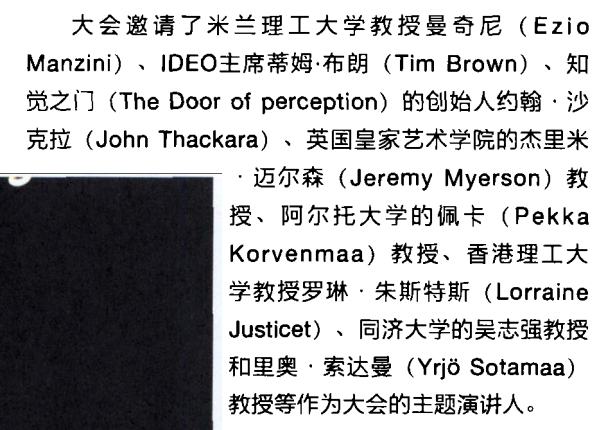 大会邀请了米兰理工大学教授曼奇尼（Ezio
Manzini）、IDEO主席蒂姆·布朗（Tim Brown）、知
觉之门（The Door of perception）的创始人约翰·沙
克拉（John Thackara）、英国皇家艺术学院的杰里米
·迈尔森（Jeremy Myerson）教
授、阿尔托大学的佩卡（Pekka
Korvenmaa）教授、香港理工大
学教授罗琳·朱斯特斯（Lorraine
Justicet）、同济大学的吴志强教授
和里奥·索达曼（Yrjö Sotamaa）
教授等作为大会的主题演讲人。